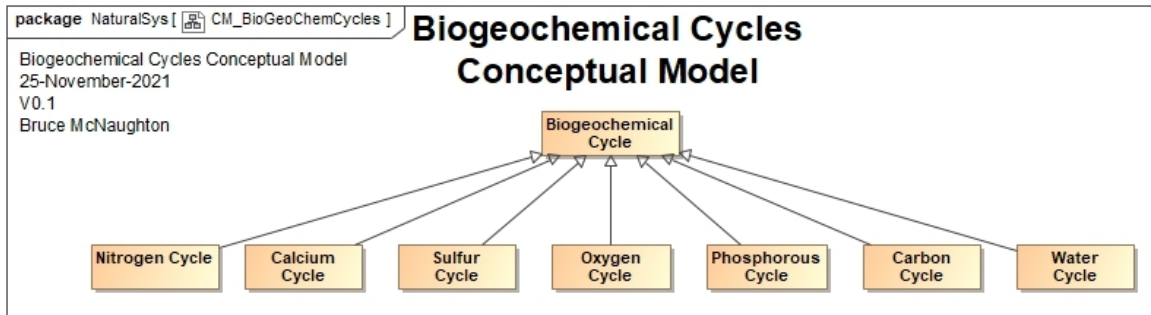 package NaturalSys [ CM_BioGeoChemCycles ]
Biogeochemical Cycles
Conceptual Model
Biogeochemical Cycles Conceptual Model
25-November-2021
V0.1
Bruce McNaughton
Biogeochemical
Cycle
Nitrogen Cycle
Calcium
Cycle
Sulfur
Cycle
Oxygen
Cycle
Phosphorous
Cycle
Carbon
Cycle
Water
Cycle